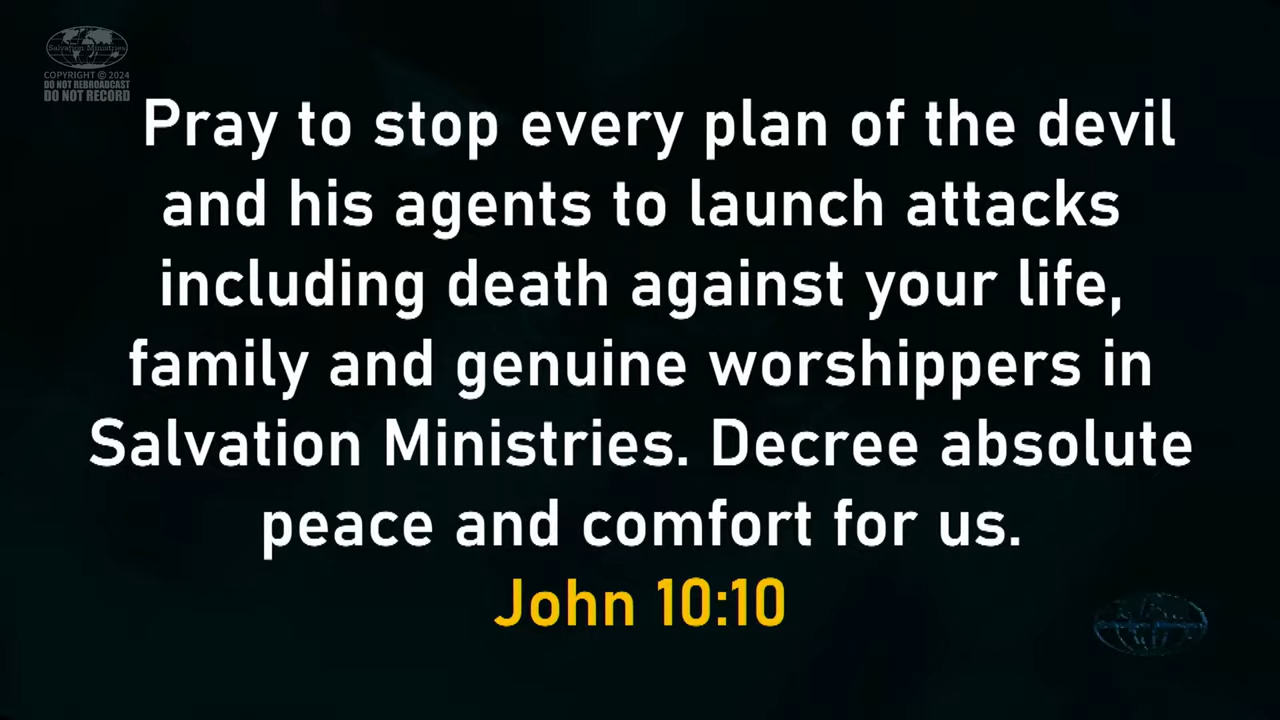 Salvation Ministries
COPYRIGHT © 2024
DO NOT REBROADCAST
DO NOT RECORD
Pray to stop every plan of the devil
and his agents to launch attacks
including death against your life,
family and genuine worshippers in
Salvation Ministries. Decree absolute
peace and comfort for us.
John 10:10